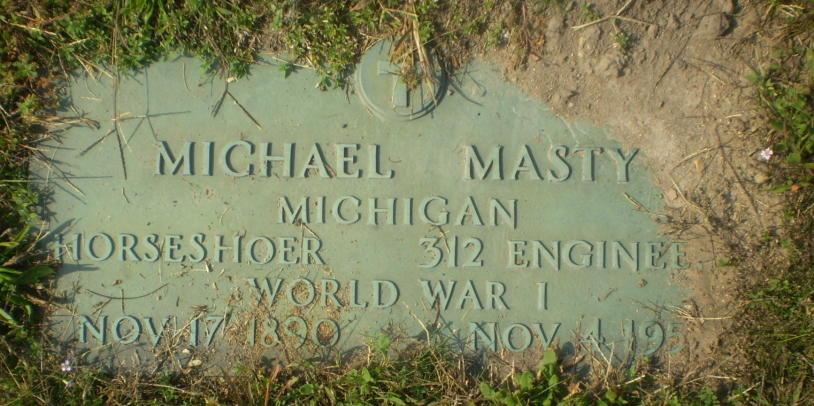 MICHAEL MASTY
MICHIGAN
HORSESHOER 312 ENGINEE
WORLD WAR I
NOV 17 1890 NOV 4 195